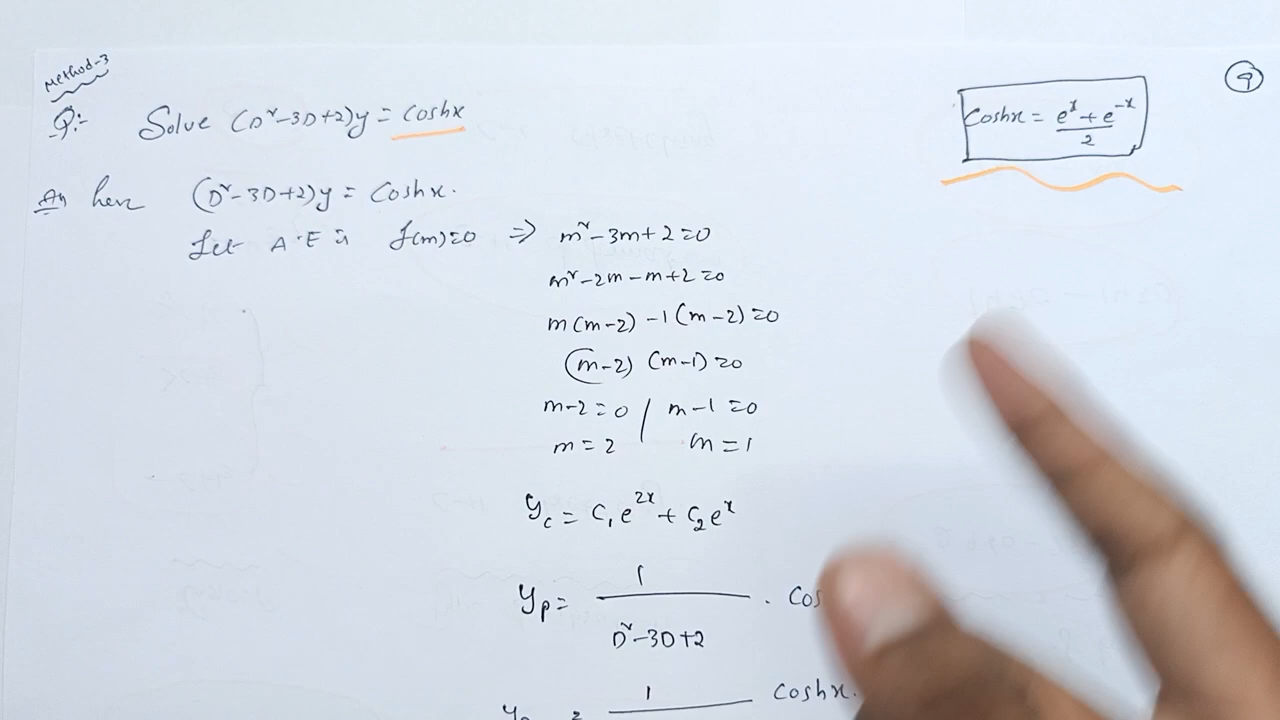 Method-3
9
Q:- Solve (D²-3D+2)y = Coshx
Coshx = e^x + e^-x / 2
An here (D²-3D+2)y = Coshx.
Let A·E is f(m)=0 ⇒ m²-3m+2=0
m²-2m-m+2=0
m(m-2)-1(m-2)=0
(m-2) (m-1)=0
m-2=0 / m-1=0
m=2 m=1
y_c = C₁e^2x + C₂e^x
y_p = 1 / D²-3D+2 . Cos
1 Coshx.